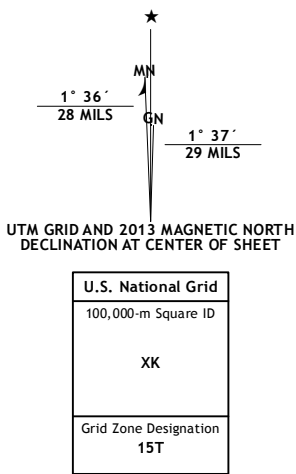 MN
1° 36´
28 MILS
GN
1° 37´
29 MILS
UTM GRID AND 2013 MAGNETIC NORTH
DECLINATION AT CENTER OF SHEET
U.S. National Grid
100,000-m Square ID
XK
Grid Zone Designation
15T